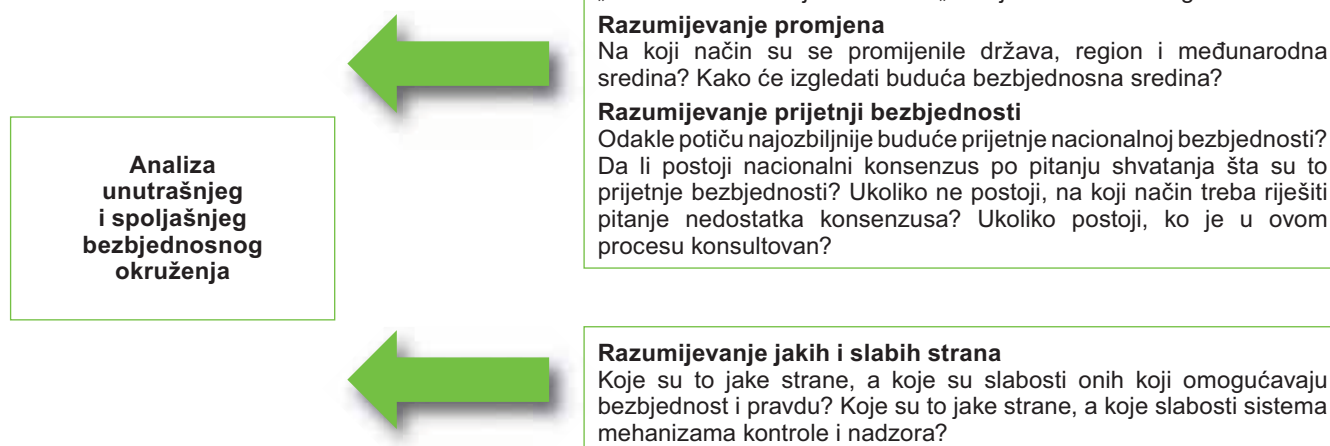 Analiza
unutrašnjeg
i spoljašnjeg
bezbjednosnog
okruženja
Razumijevanje promjena
Na koji način su se promijenile država, region i međunarodna
sredina? Kako će izgledati buduća bezbjednosna sredina?
Razumijevanje prijetnji bezbjednosti
Odakle potiču najozbiljnije buduće prijetnje nacionalnoj bezbjednosti?
Da li postoji nacionalni konsenzus po pitanju shvatanja šta su to
prijetnje bezbjednosti? Ukoliko ne postoji, na koji način treba riješiti
pitanje nedostatka konsenzusa? Ukoliko postoji, ko je u ovom
procesu konsultovan?
Razumijevanje jakih i slabih strana
Koje su to jake strane, a koje su slabosti onih koji omogućavaju
bezbjednost i pravdu? Koje su to jake strane, a koje slabosti sistema
mehanizama kontrole i nadzora?